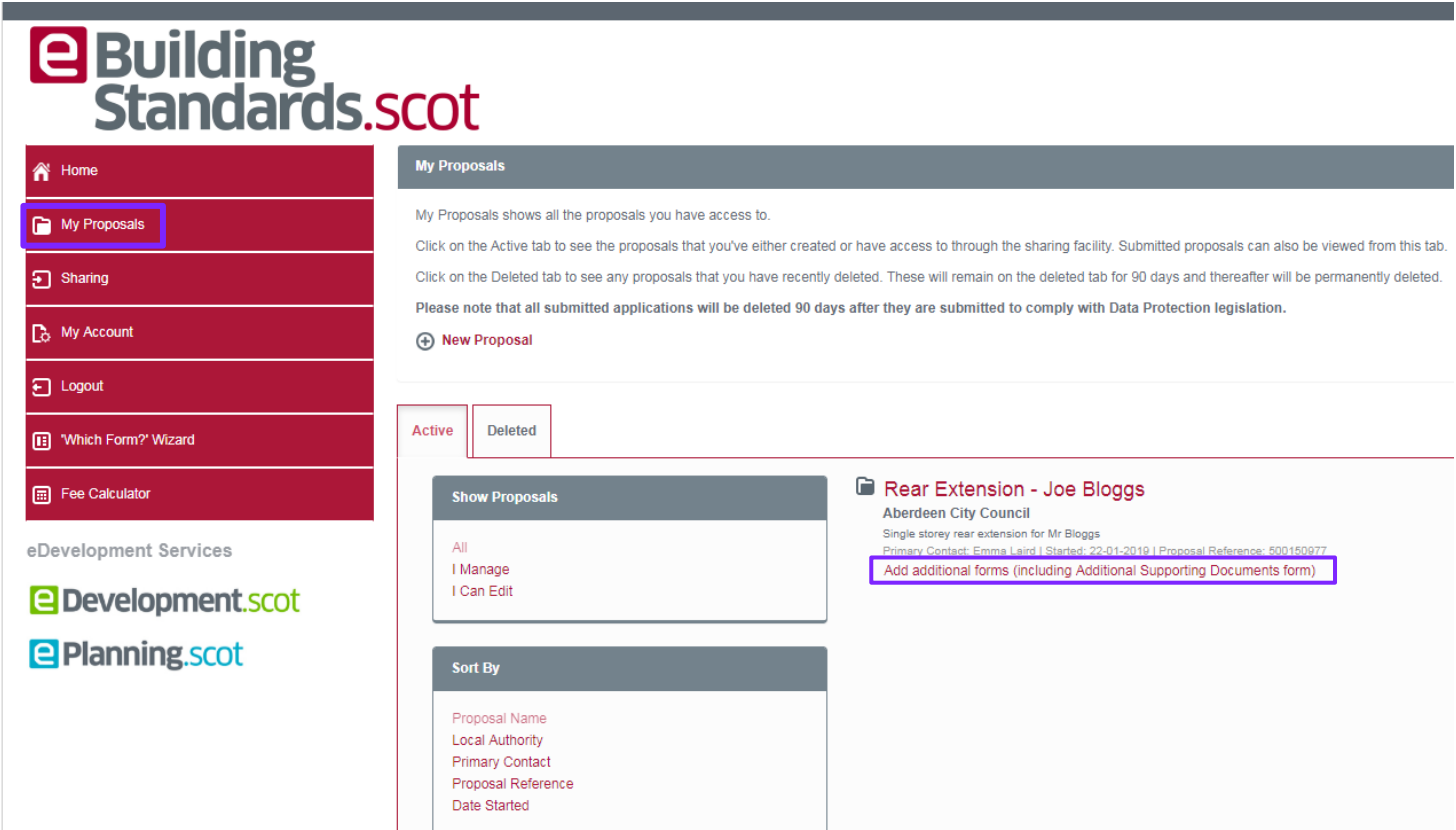 e Building
Standards.scot
Home
My Proposals
Sharing
My Account
Logout
'Which Form?' Wizard
Fee Calculator
eDevelopment Services
e Development.scot
e Planning.scot
My Proposals
My Proposals shows all the proposals you have access to.
Click on the Active tab to see the proposals that you've either created or have access to through the sharing facility. Submitted proposals can also be viewed from this tab.
Click on the Deleted tab to see any proposals that you have recently deleted. These will remain on the deleted tab for 90 days and thereafter will be permanently deleted.
Please note that all submitted applications will be deleted 90 days after they are submitted to comply with Data Protection legislation.
New Proposal
Active
Deleted
Show Proposals
All
I Manage
I Can Edit
Sort By
Proposal Name
Local Authority
Primary Contact
Proposal Reference
Date Started
Rear Extension - Joe Bloggs
Aberdeen City Council
Single storey rear extension for Mr Bloggs
Primary Contact: Emma Laird | Started: 22-01-2019 | Proposal Reference: 500150977
Add additional forms (including Additional Supporting Documents form)